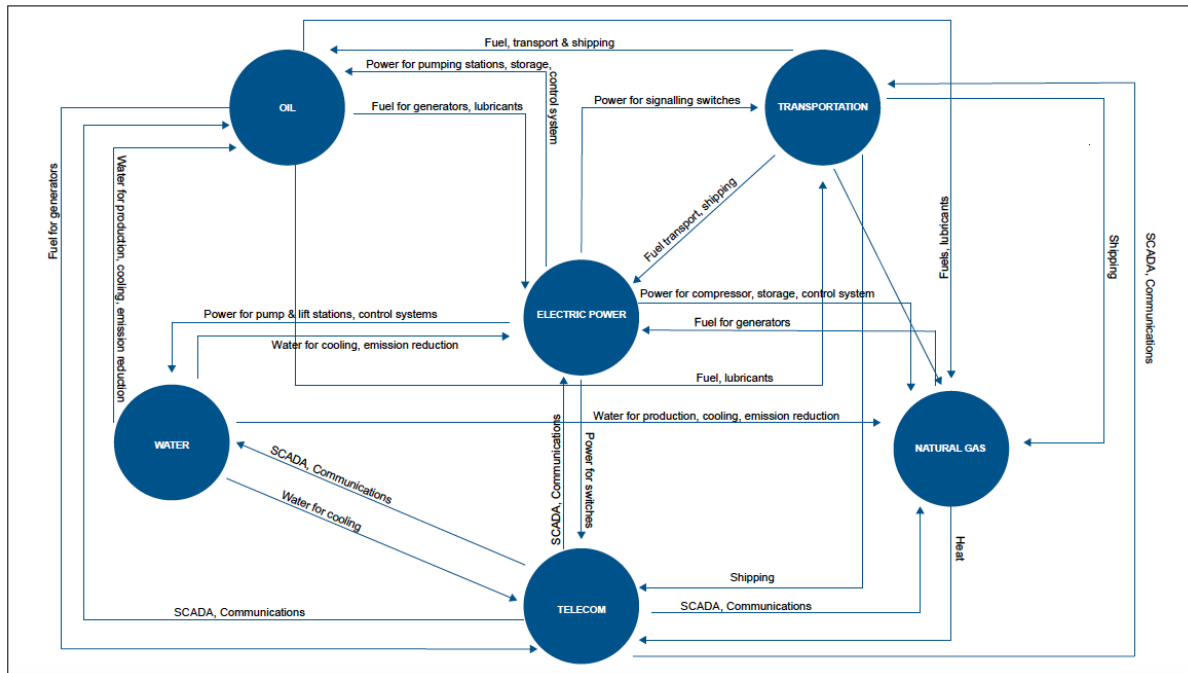 Fuel, transport & shipping
Power for pumping stations, storage,
control system
OIL
Fuel for generators, lubricants
Power for signalling switches
TRANSPORTATION
Fuel for generators
Water for production, cooling, emission reduction
Fuel transport, shipping
Fuels, lubricants
Shipping
SCADA, Communications
ELECTRIC POWER
Power for compressor, storage, control system
Power for pump & lift stations, control systems
Fuel for generators
Water for cooling, emission reduction
Fuel, lubricants
Water for production, cooling, emission reduction
WATER
NATURAL GAS
SCADA, Communications
Water for cooling
SCADA, Communications
Power for switches
Heat
Shipping
TELECOM
SCADA, Communications
SCADA, Communications